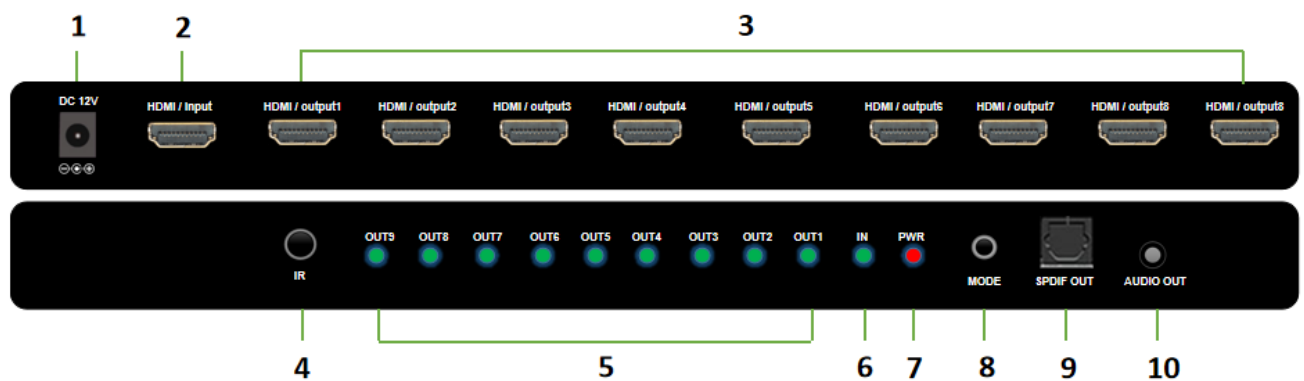 1 2 3
DC 12V HDMI / Input HDMI / output1 HDMI / output2 HDMI / output3 HDMI / output4 HDMI / output5 HDMI / output6 HDMI / output7 HDMI / output8 HDMI / output8
OUT9 OUT8 OUT7 OUT6 OUT5 OUT4 OUT3 OUT2 OUT1 IN PWR
IR MODE SPDIF OUT AUDIO OUT
4 5 6 7 8 9 10